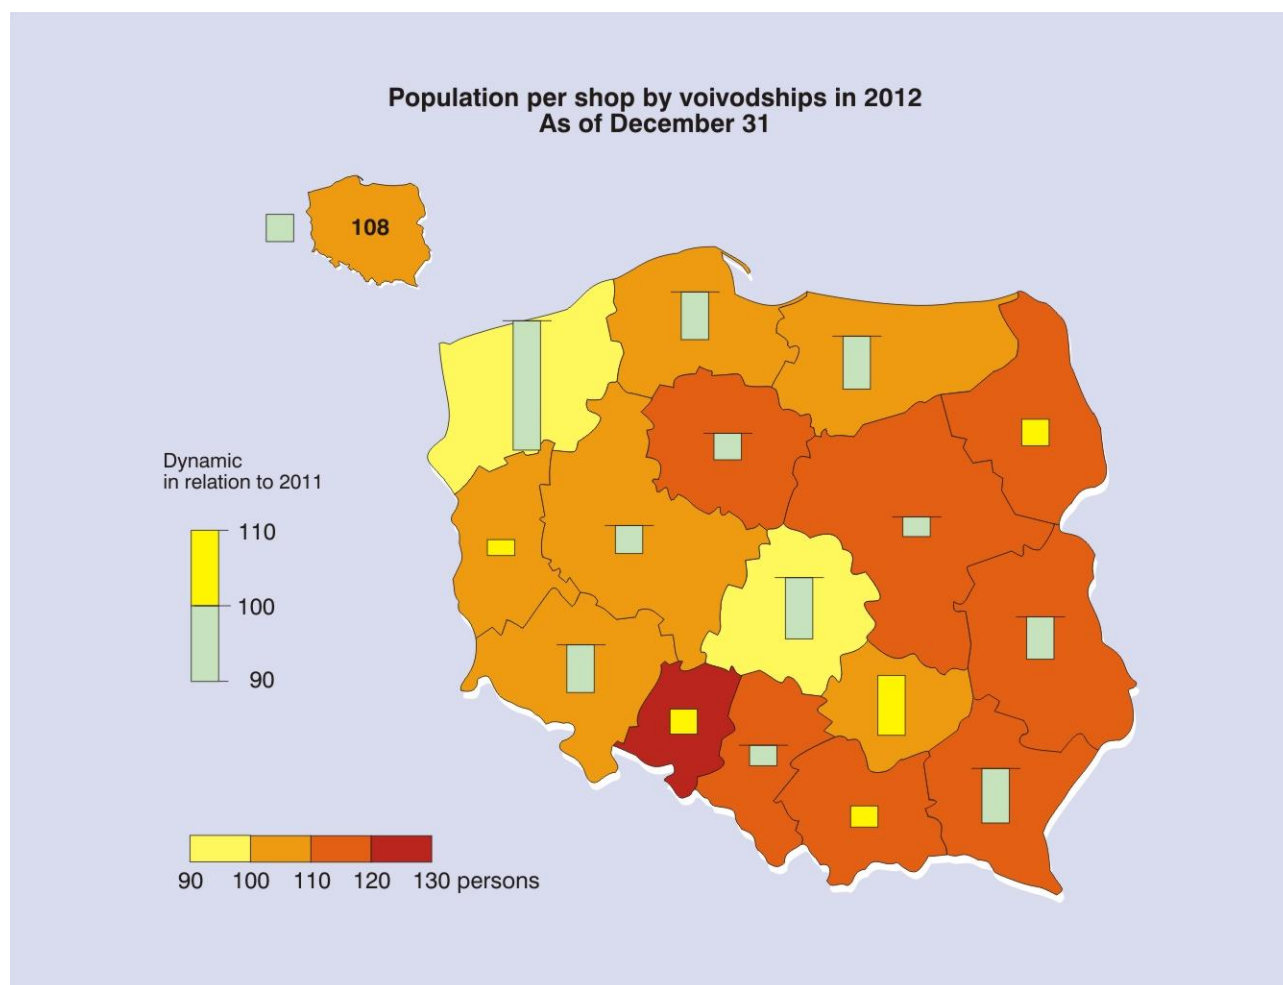 Population per shop by voivodships in 2012
As of December 31
108
Dynamic
in relation to 2011
110
100
90
90 100 110 120 130 persons